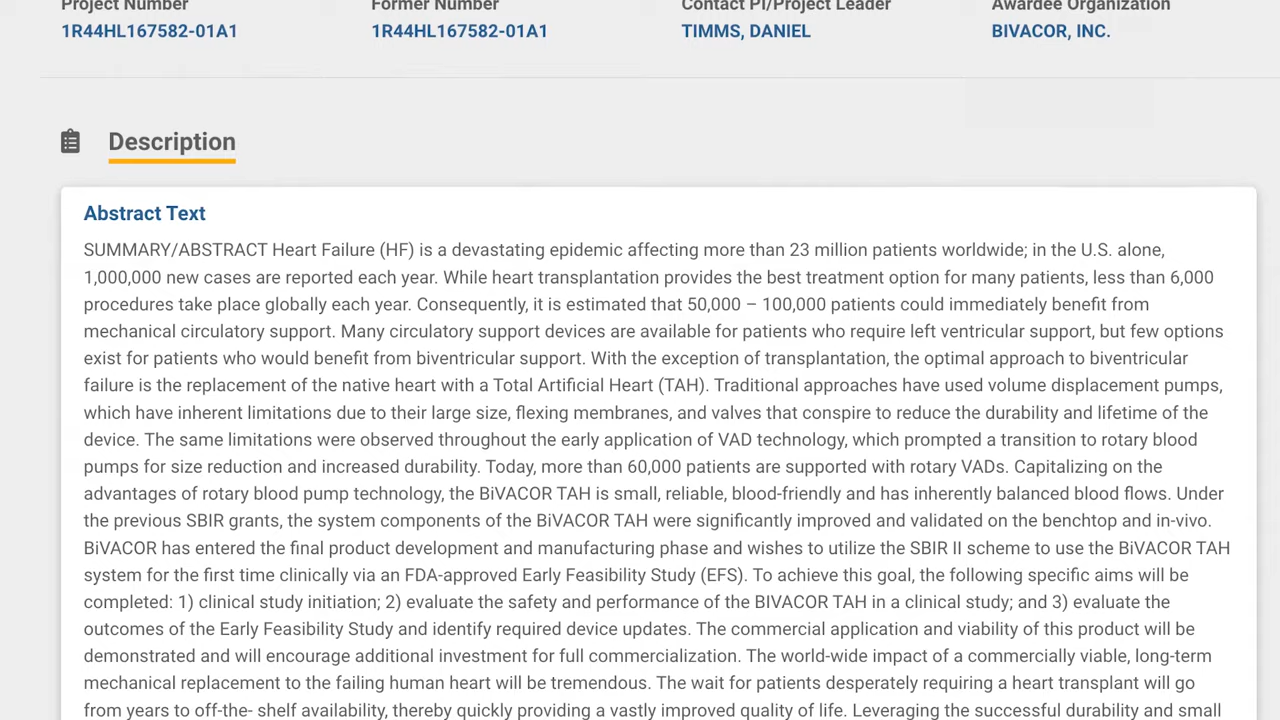 Project Number Former Number Contact PI/Project Leader Awardee Organization
1R44HL167582-01A1 1R44HL167582-01A1 TIMMS, DANIEL BIVACOR, INC.
Description
Abstract Text
SUMMARY/ABSTRACT Heart Failure (HF) is a devastating epidemic affecting more than 23 million patients worldwide; in the U.S. alone,
1,000,000 new cases are reported each year. While heart transplantation provides the best treatment option for many patients, less than 6,000
procedures take place globally each year. Consequently, it is estimated that 50,000 – 100,000 patients could immediately benefit from
mechanical circulatory support. Many circulatory support devices are available for patients who require left ventricular support, but few options
exist for patients who would benefit from biventricular support. With the exception of transplantation, the optimal approach to biventricular
failure is the replacement of the native heart with a Total Artificial Heart (TAH). Traditional approaches have used volume displacement pumps,
which have inherent limitations due to their large size, flexing membranes, and valves that conspire to reduce the durability and lifetime of the
device. The same limitations were observed throughout the early application of VAD technology, which prompted a transition to rotary blood
pumps for size reduction and increased durability. Today, more than 60,000 patients are supported with rotary VADs. Capitalizing on the
advantages of rotary blood pump technology, the BiVACOR TAH is small, reliable, blood-friendly and has inherently balanced blood flows. Under
the previous SBIR grants, the system components of the BiVACOR TAH were significantly improved and validated on the benchtop and in-vivo.
BiVACOR has entered the final product development and manufacturing phase and wishes to utilize the SBIR II scheme to use the BiVACOR TAH
system for the first time clinically via an FDA-approved Early Feasibility Study (EFS). To achieve this goal, the following specific aims will be
completed: 1) clinical study initiation; 2) evaluate the safety and performance of the BIVACOR TAH in a clinical study; and 3) evaluate the
outcomes of the Early Feasibility Study and identify required device updates. The commercial application and viability of this product will be
demonstrated and will encourage additional investment for full commercialization. The world-wide impact of a commercially viable, long-term
mechanical replacement to the failing human heart will be tremendous. The wait for patients desperately requiring a heart transplant will go
from years to off-the- shelf availability, thereby quickly providing a vastly improved quality of life. Leveraging the successful durability and small